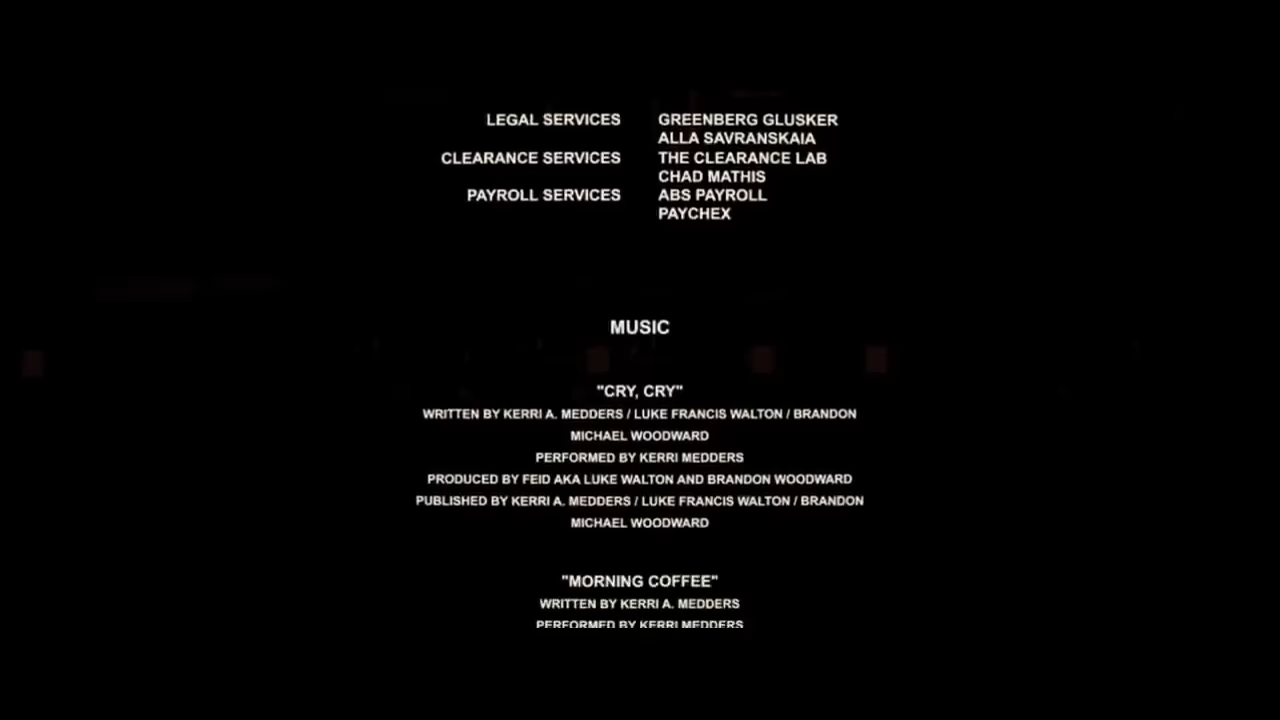 LEGAL SERVICES GREENBERG GLUSKER
ALLA SAVRANSKAIA
CLEARANCE SERVICES THE CLEARANCE LAB
CHAD MATHIS
PAYROLL SERVICES ABS PAYROLL
PAYCHEX
MUSIC
"CRY, CRY"
WRITTEN BY KERRI A. MEDDERS / LUKE FRANCIS WALTON / BRANDON
MICHAEL WOODWARD
PERFORMED BY KERRI MEDDERS
PRODUCED BY FEID AKA LUKE WALTON AND BRANDON WOODWARD
PUBLISHED BY KERRI A. MEDDERS / LUKE FRANCIS WALTON / BRANDON
MICHAEL WOODWARD
"MORNING COFFEE"
WRITTEN BY KERRI A. MEDDERS
PERFORMED BY KERRI MEDDERS